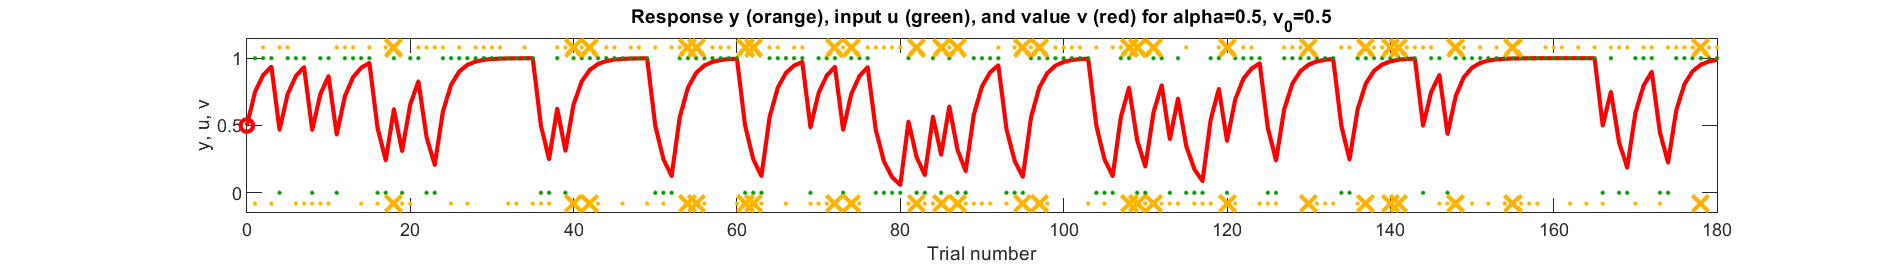 Response y (orange), input u (green), and value v (red) for alpha=0.5, v0=0.5
y, u, v
1
0.5
0
0 20 40 60 80 100 120 140 160 180
Trial number